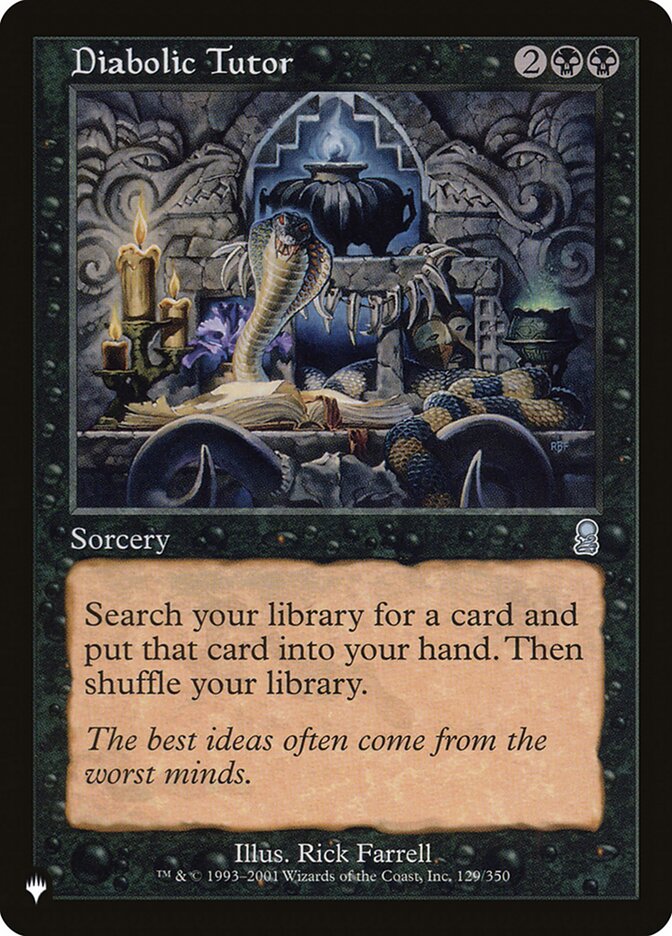 Diabolic Tutor 2
RBF
Sorcery
Search your library for a card and
put that card into your hand. Then
shuffle your library.
The best ideas often come from the
worst minds.
Illus. Rick Farrell
™ & © 1993–2001 Wizards of the Coast, Inc. 129/350